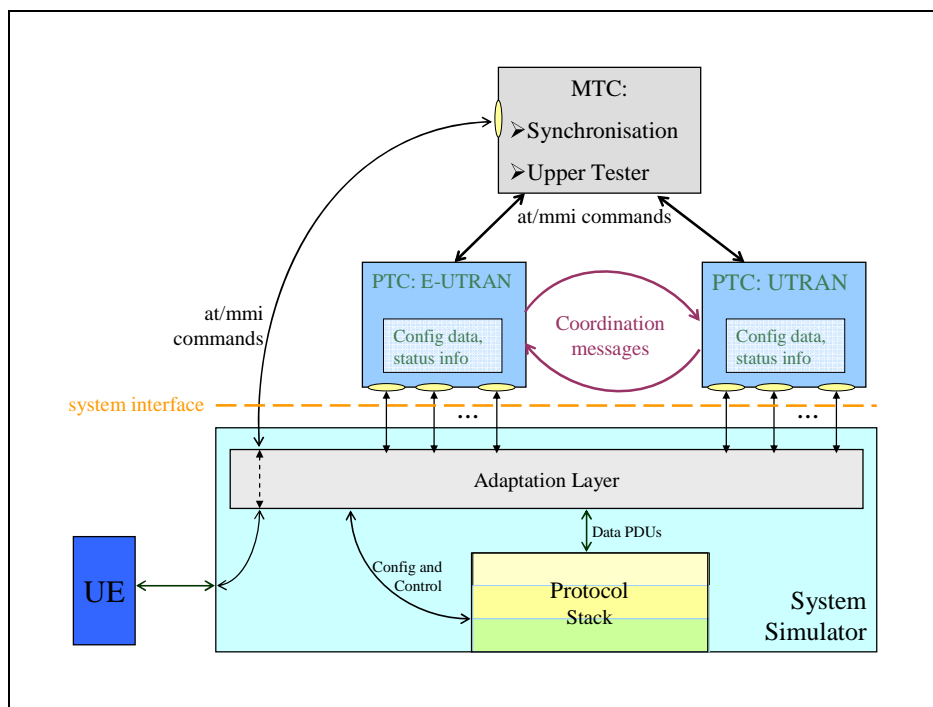 MTC:
➢Synchronisation
➢Upper Tester
at/mmi commands
PTC: E-UTRAN
PTC: UTRAN
Config data,
status info
Coordination
messages
Config data,
status info
at/mmi
commands
system interface
...
...
Adaptation Layer
Data PDUs
Config and
Control
UE
Protocol
Stack
System
Simulator